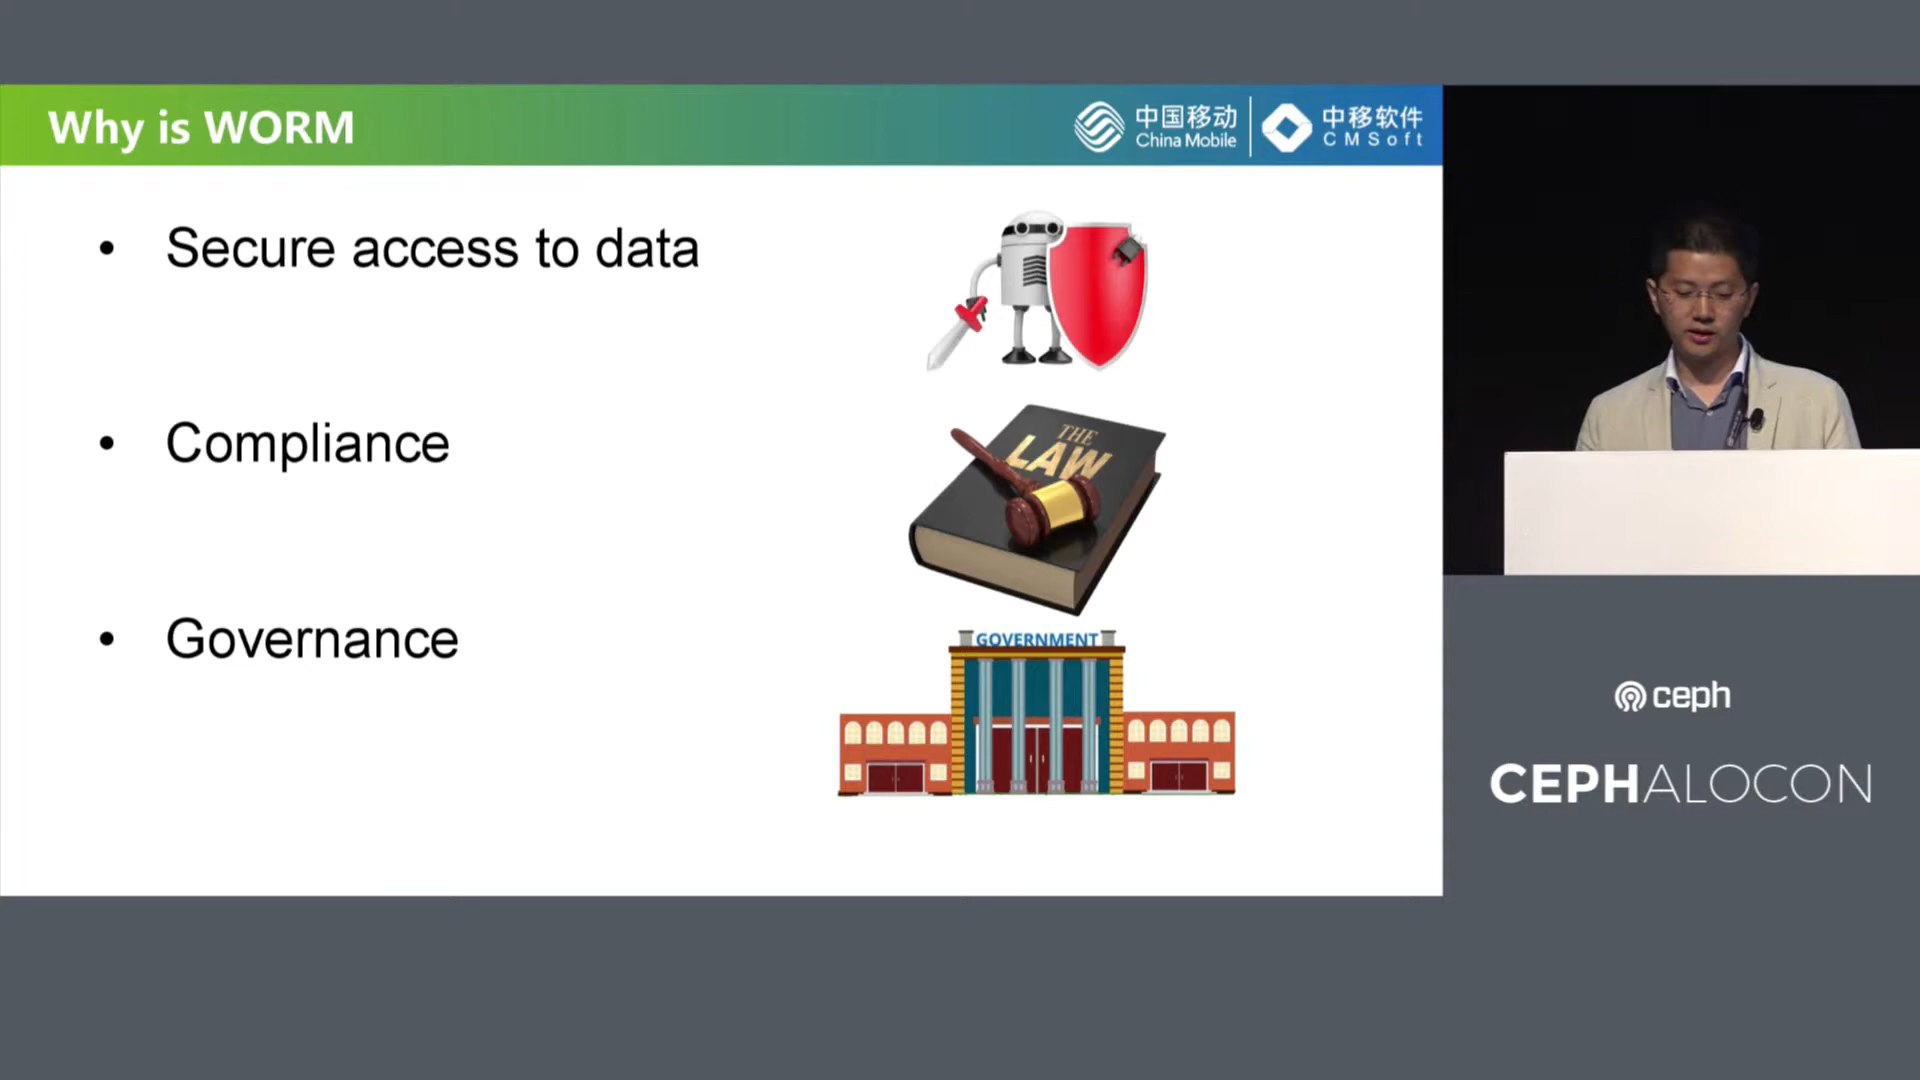 Why is WORM
中国移动
China Mobile
中移软件
CMSoft
• Secure access to data
• Compliance
THE
LAW
• Governance
GOVERNMENT
ceph
CEPHALOCON